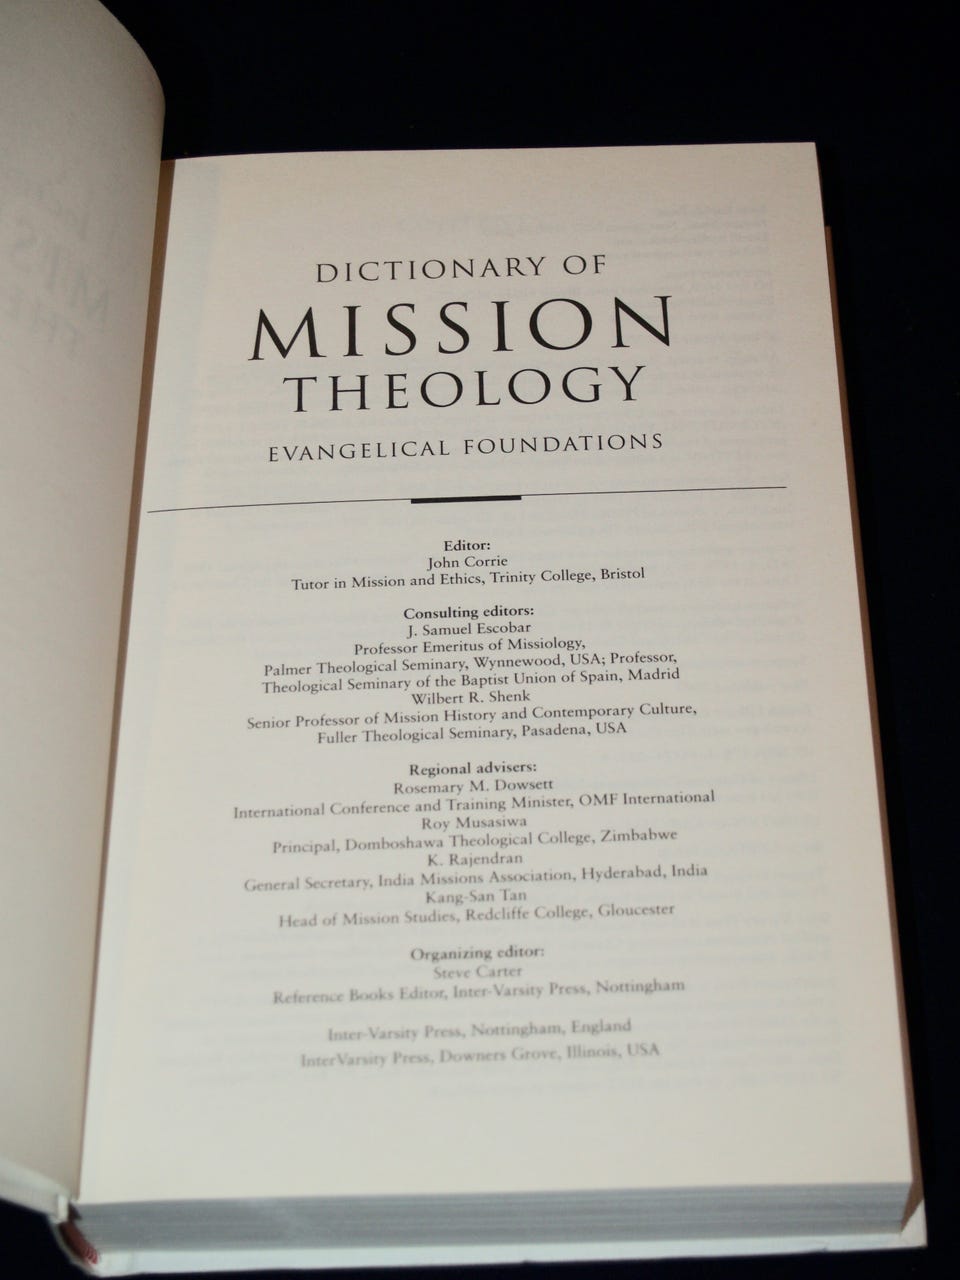 DICTIONARY OF
MISSION
THEOLOGY
EVANGELICAL FOUNDATIONS
Editor:
John Corrie
Tutor in Mission and Ethics, Trinity College, Bristol
Consulting editors:
J. Samuel Escobar
Professor Emeritus of Missiology,
Palmer Theological Seminary, Wynnewood, USA; Professor,
Theological Seminary of the Baptist Union of Spain, Madrid
Wilbert R. Shenk
Senior Professor of Mission History and Contemporary Culture,
Fuller Theological Seminary, Pasadena, USA
Regional advisers:
Rosemary M. Dowsett
International Conference and Training Minister, OMF International
Roy Musasiwa
Principal, Domboshawa Theological College, Zimbabwe
K. Rajendran
General Secretary, India Missions Association, Hyderabad, India
Kang-San Tan
Head of Mission Studies, Redcliffe College, Gloucester
Organizing editor:
Steve Carter
Reference Books Editor, Inter-Varsity Press, Nottingham
Inter-Varsity Press, Nottingham, England
InterVarsity Press, Downers Grove, Illinois, USA